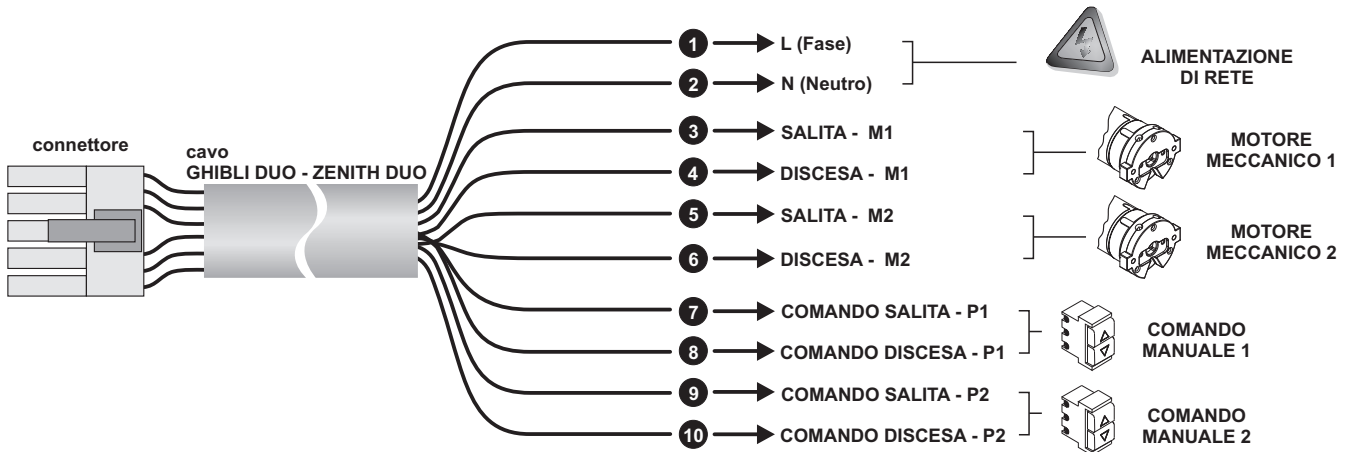 1 L (Fase)
2 N (Neutro)
ALIMENTAZIONE
DI RETE
connettore
cavo
GHIBLI DUO - ZENITH DUO
3 SALITA - M1
4 DISCESA - M1
MOTORE
MECCANICO 1
5 SALITA - M2
6 DISCESA - M2
MOTORE
MECCANICO 2
7 COMANDO SALITA - P1
8 COMANDO DISCESA - P1
COMANDO
MANUALE 1
9 COMANDO SALITA - P2
10 COMANDO DISCESA - P2
COMANDO
MANUALE 2